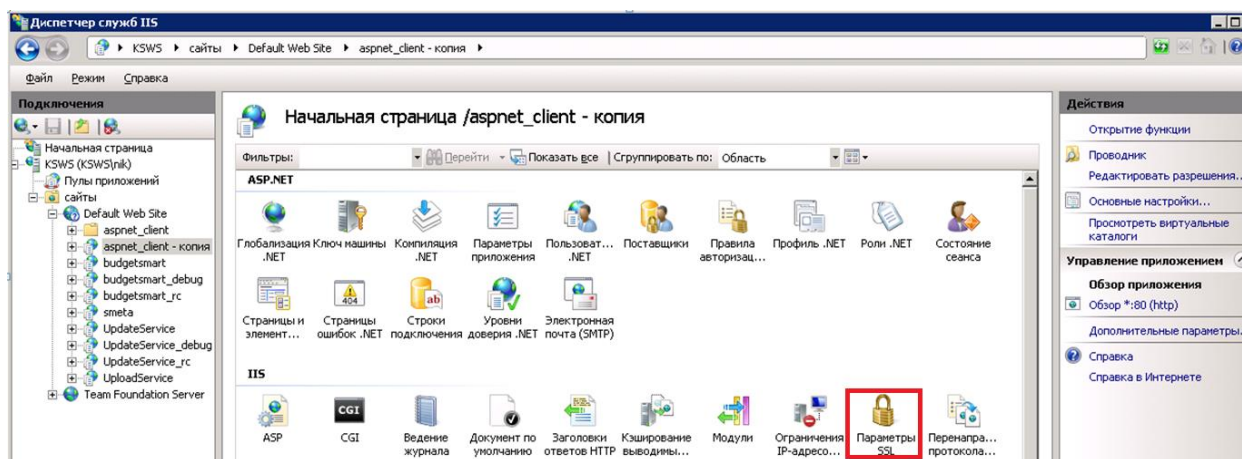 Диспетчер служб IIS
KSWS сайты Default Web Site aspnet_client - копия
Файл Режим Справка
Подключения
Начальная страница
KSWS (KSWS\nik)
Пулы приложений
сайты
Default Web Site
aspnet_client
aspnet_client - копия
budgetsmart
budgetsmart_debug
budgetsmart_rc
smeta
UpdateService
UpdateService_debug
UpdateService_rc
UploadService
Team Foundation Server
Начальная страница /aspnet_client - копия
Фильтры: Перейти Показать все Сгруппировать по: Область
ASP.NET
Глобализация .NET
Ключ машины
Компиляция .NET
Параметры приложения
Пользоват... .NET
Поставщики
Правила авторизац...
Профиль .NET
Роли .NET
Состояние сеанса
Страницы и элемент...
404
Страницы ошибок .NET
ab
Строки подключения
Уровни доверия .NET
Электронная почта (SMTP)
IIS
ASP
CGI
CGI
Ведение журнала
Документ по умолчанию
Заголовки ответов HTTP
Кэширование выводимы...
Модули
Ограничения IP-адресо...
Параметры SSL
Перенапра... протокола...
Действия
Открытие функции
Проводник
Редактировать разрешения...
Основные настройки...
Просмотреть виртуальные каталоги
Управление приложением
Обзор приложения
Обзор *:80 (http)
Дополнительные параметры...
Справка
Справка в Интернете